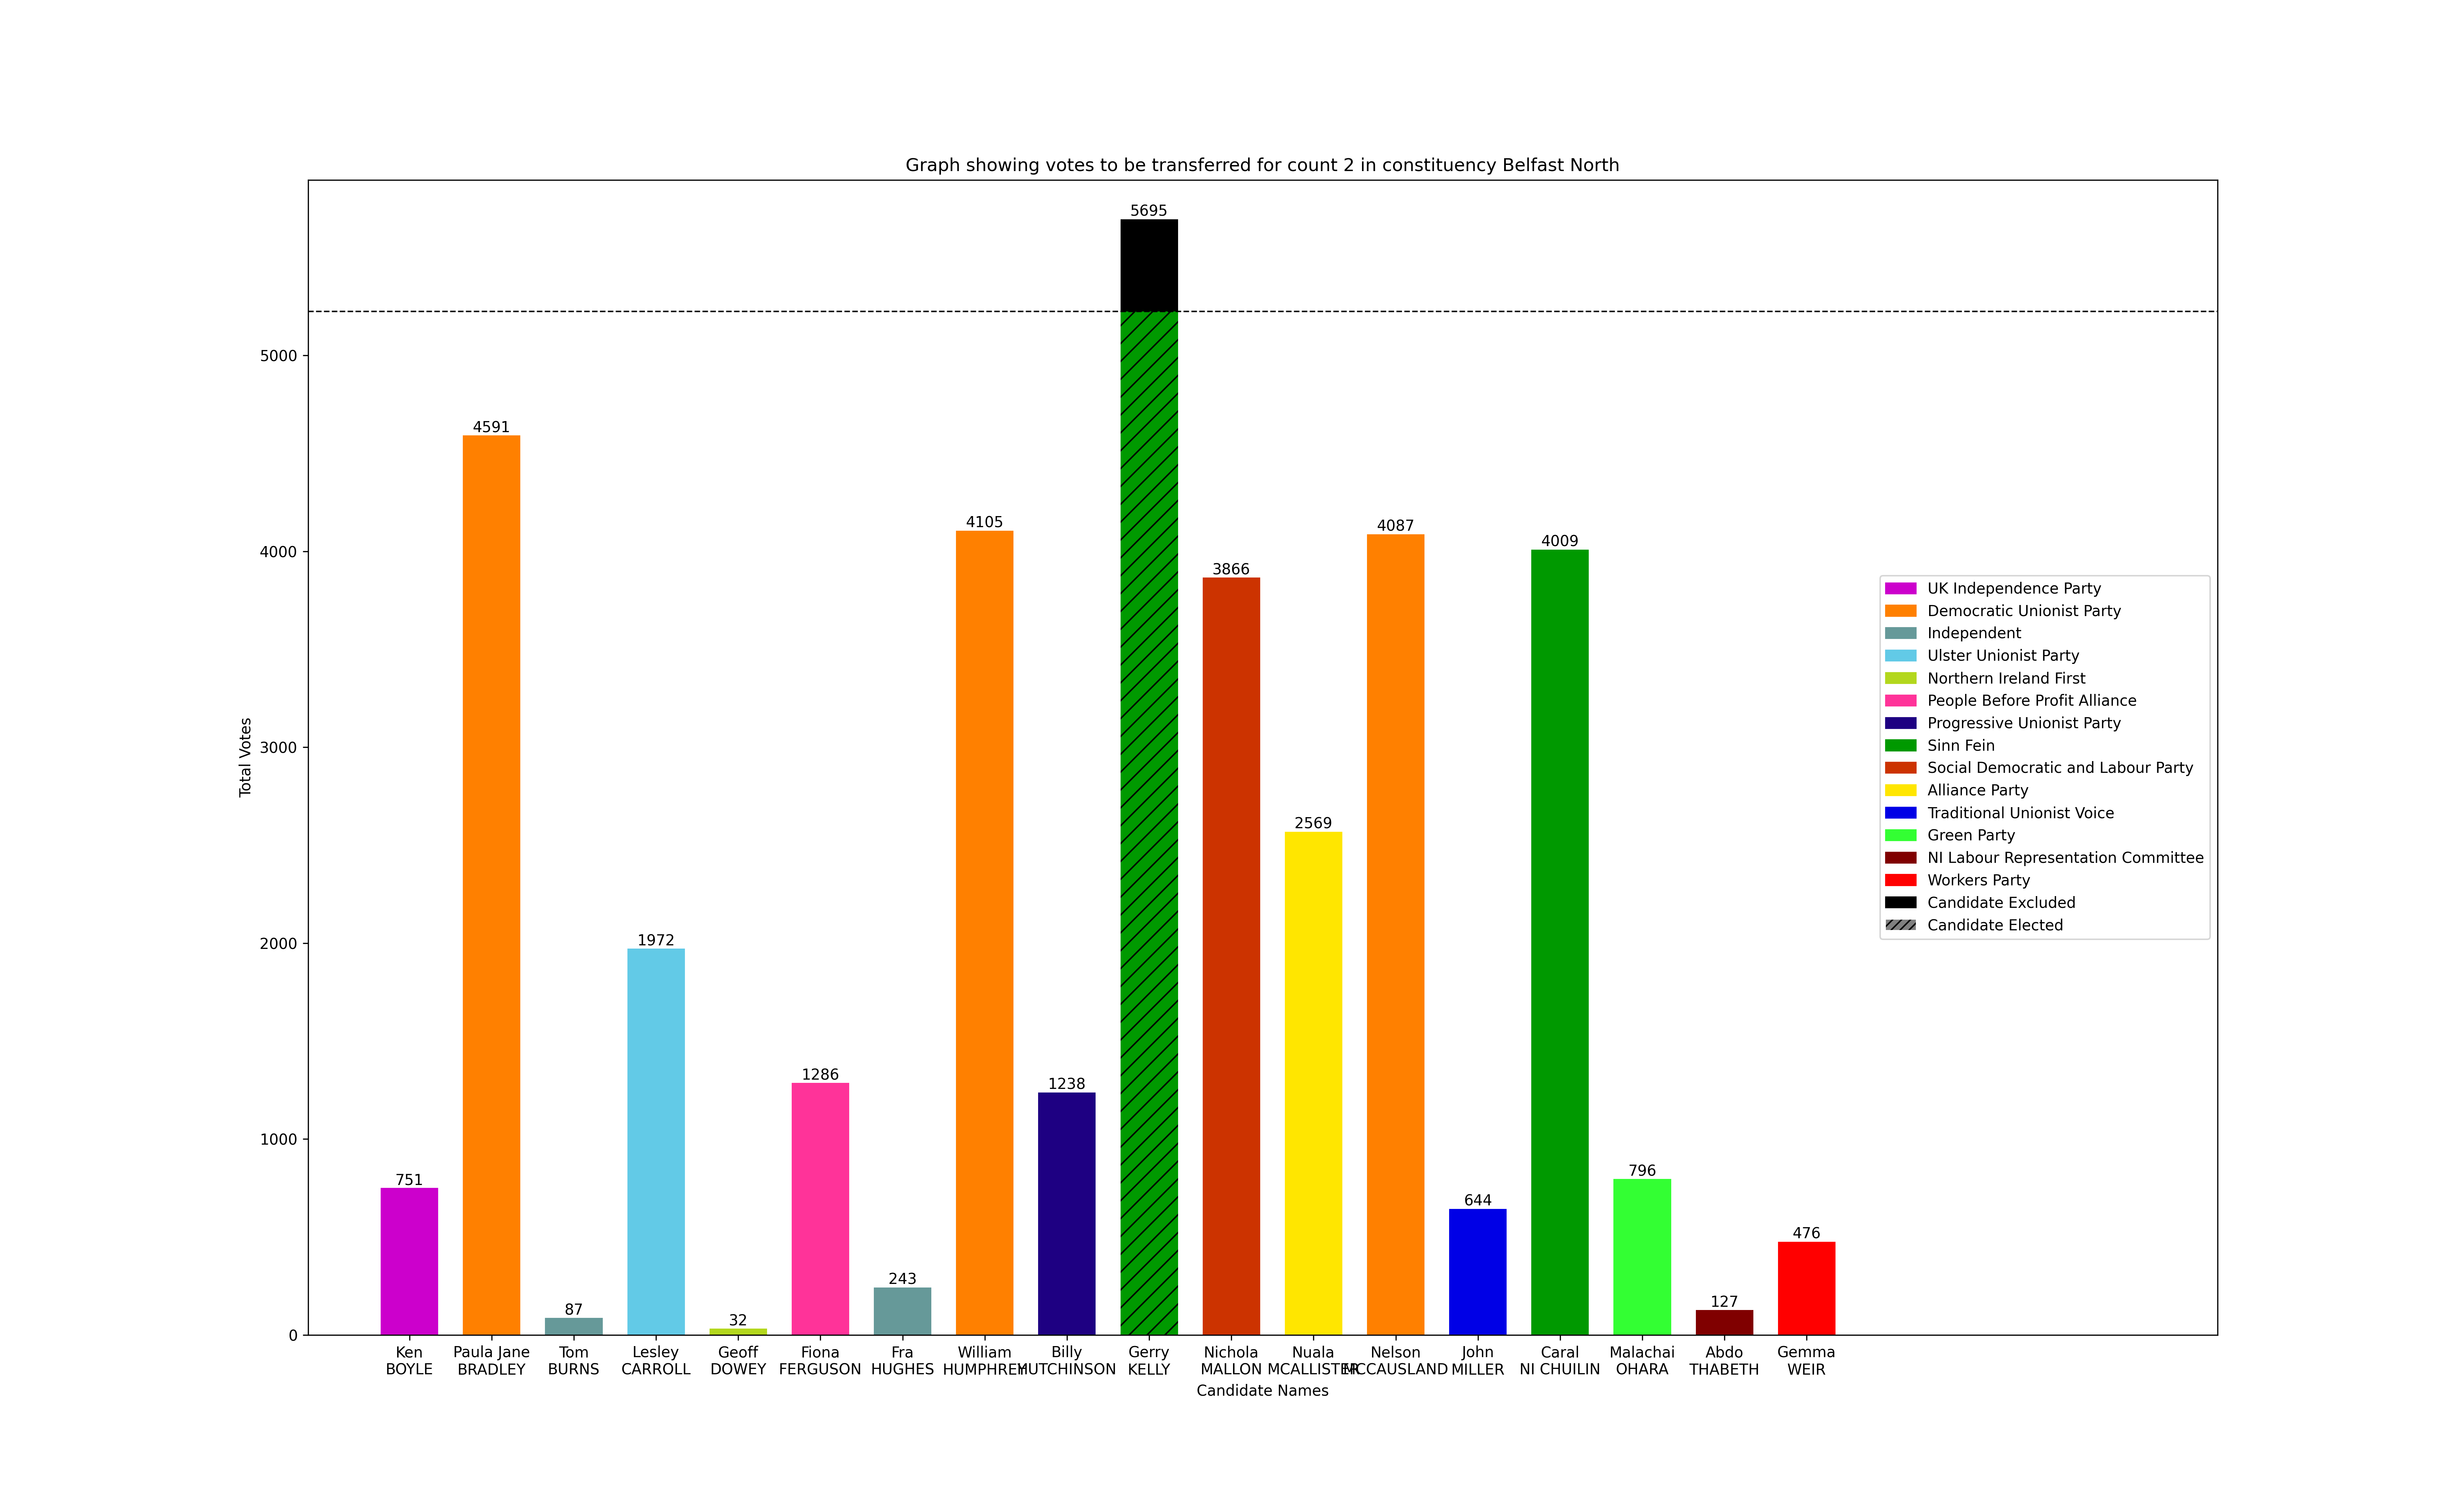 Graph showing votes to be transferred for count 2 in constituency Belfast North
Total Votes
5000
4000
3000
2000
1000
0
751
4591
87
1972
32
1286
243
4105
1238
5695
3866
2569
4087
644
4009
796
127
476
Ken
BOYLE
Paula Jane
BRADLEY
Tom
BURNS
Lesley
CARROLL
Geoff
DOWEY
Fiona
FERGUSON
Fra
HUGHES
William
HUMPHREY
Billy
HUTCHINSON
Gerry
KELLY
Nichola
MALLON
Nuala
MCALLISTER
Nelson
MCCAUSLAND
John
MILLER
Caral
NI CHUILIN
Malachai
OHARA
Abdo
THABETH
Gemma
WEIR
Candidate Names
UK Independence Party
Democratic Unionist Party
Independent
Ulster Unionist Party
Northern Ireland First
People Before Profit Alliance
Progressive Unionist Party
Sinn Fein
Social Democratic and Labour Party
Alliance Party
Traditional Unionist Voice
Green Party
NI Labour Representation Committee
Workers Party
Candidate Excluded
Candidate Elected